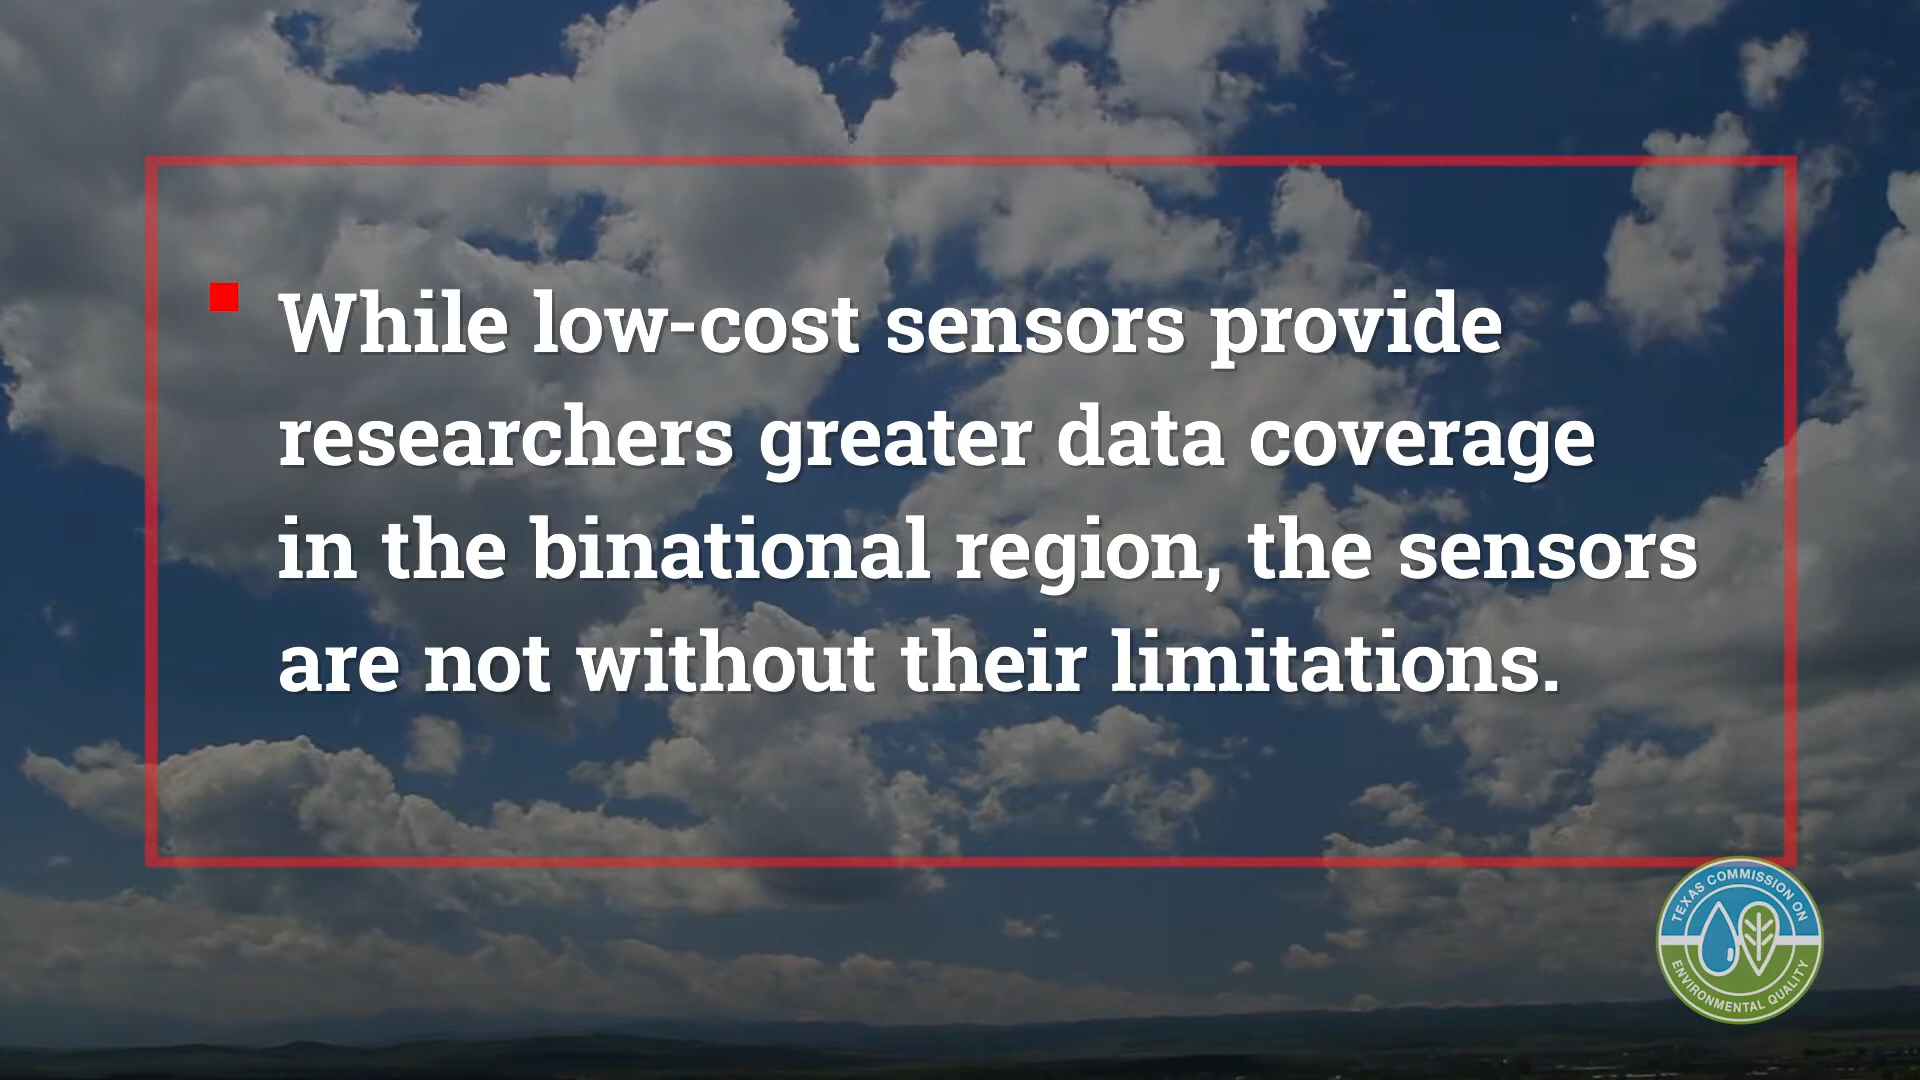 While low-cost sensors provide
researchers greater data coverage
in the binational region, the sensors
are not without their limitations.
TEXAS COMMISSION ON
ENVIRONMENTAL QUALITY